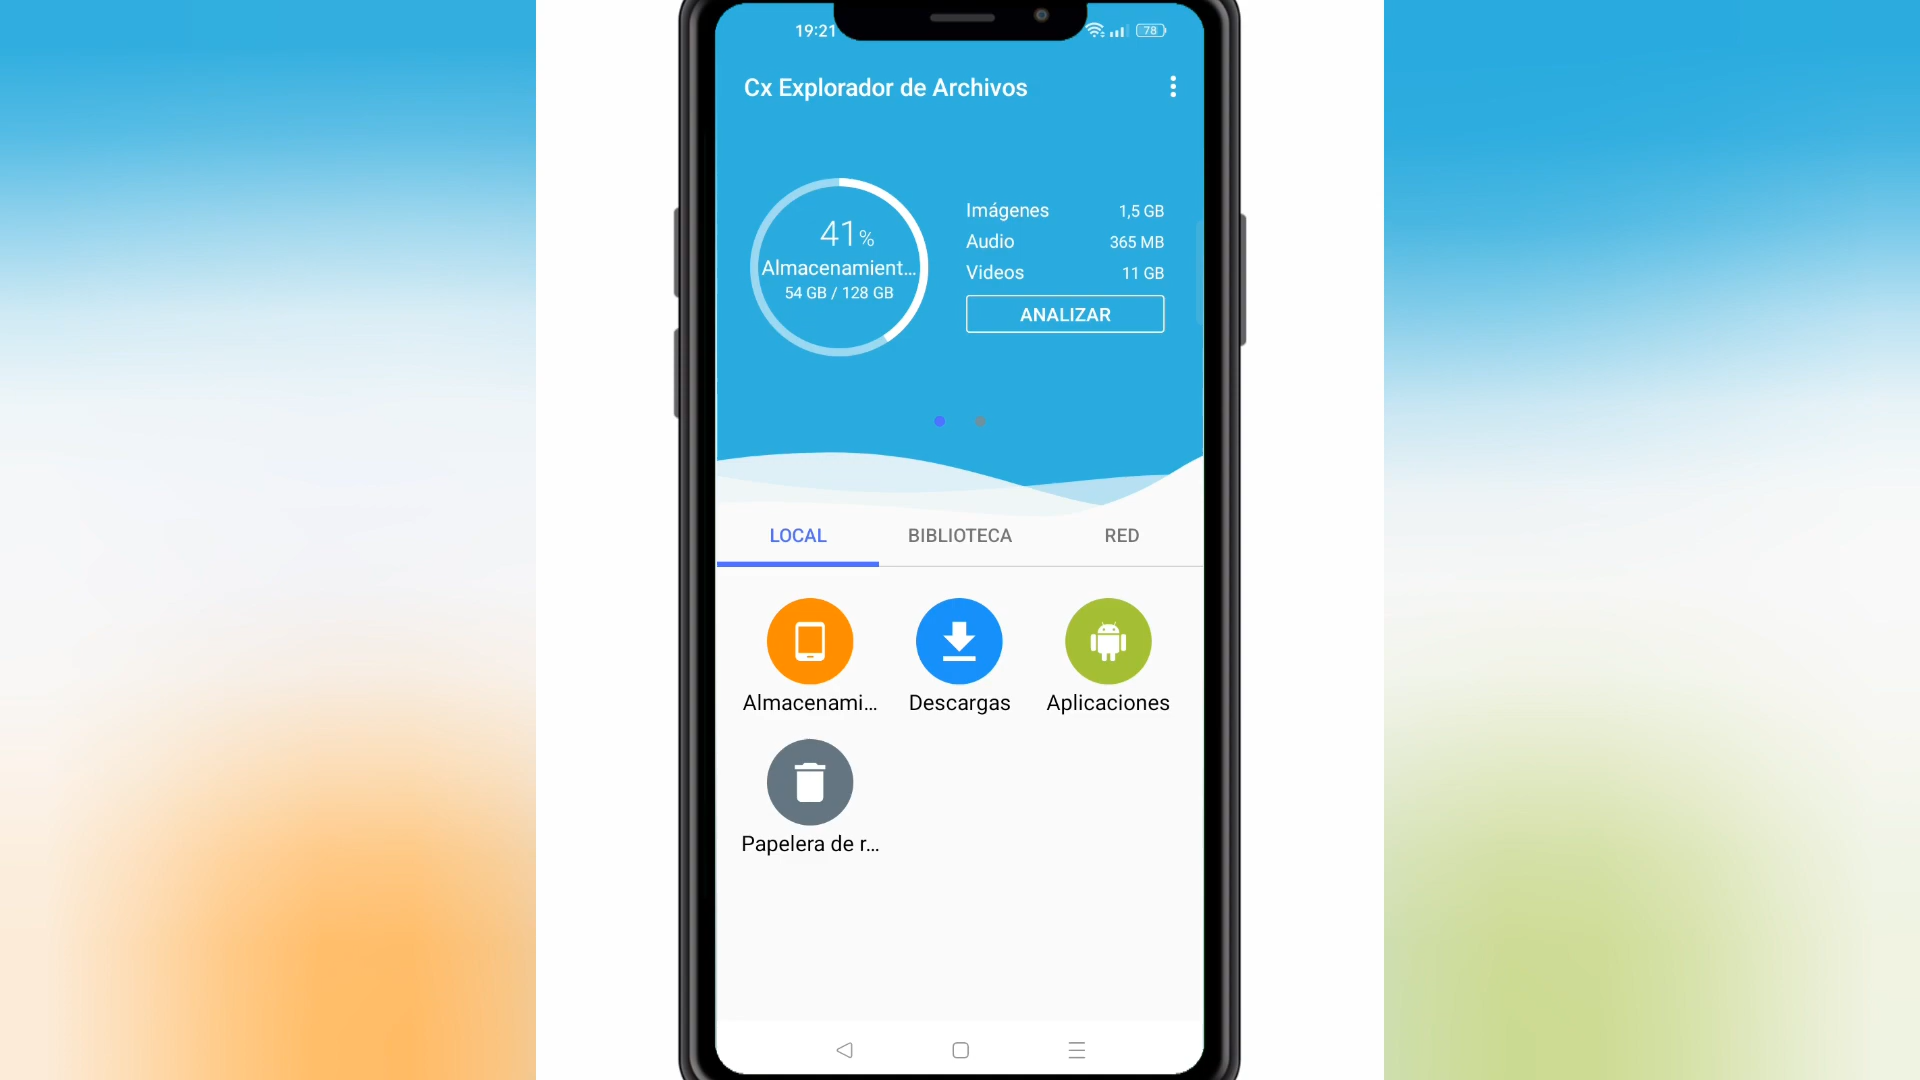 19:21
78
Cx Explorador de Archivos
41%
Almacenamient...
54 GB / 128 GB
Imágenes 1,5 GB
Audio 365 MB
Videos 11 GB
ANALIZAR
LOCAL BIBLIOTECA RED
Almacenami... Descargas Aplicaciones
Papelera de r...